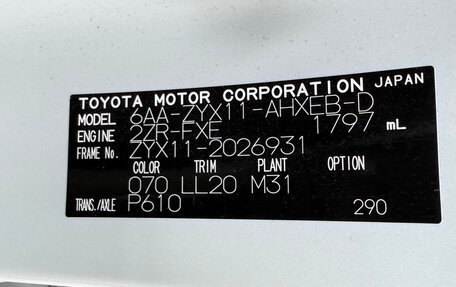 TOYOTA MOTOR CORPORATION JAPAN
MODEL 6AA-ZYX11-AHXEB-D
ENGINE 2ZR-FXE 1797 mL
FRAME No. ZYX11-2026931
COLOR TRIM PLANT OPTION
070 LL20 M31
TRANS./AXLE P610 290